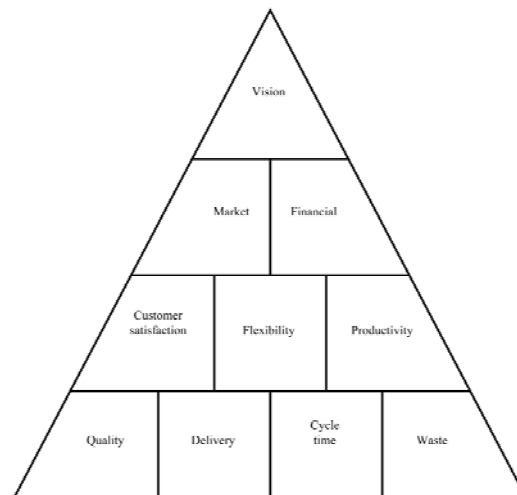 Vision
Market
Financial
Customer
satisfaction
Flexibility
Productivity
Quality
Delivery
Cycle
time
Waste